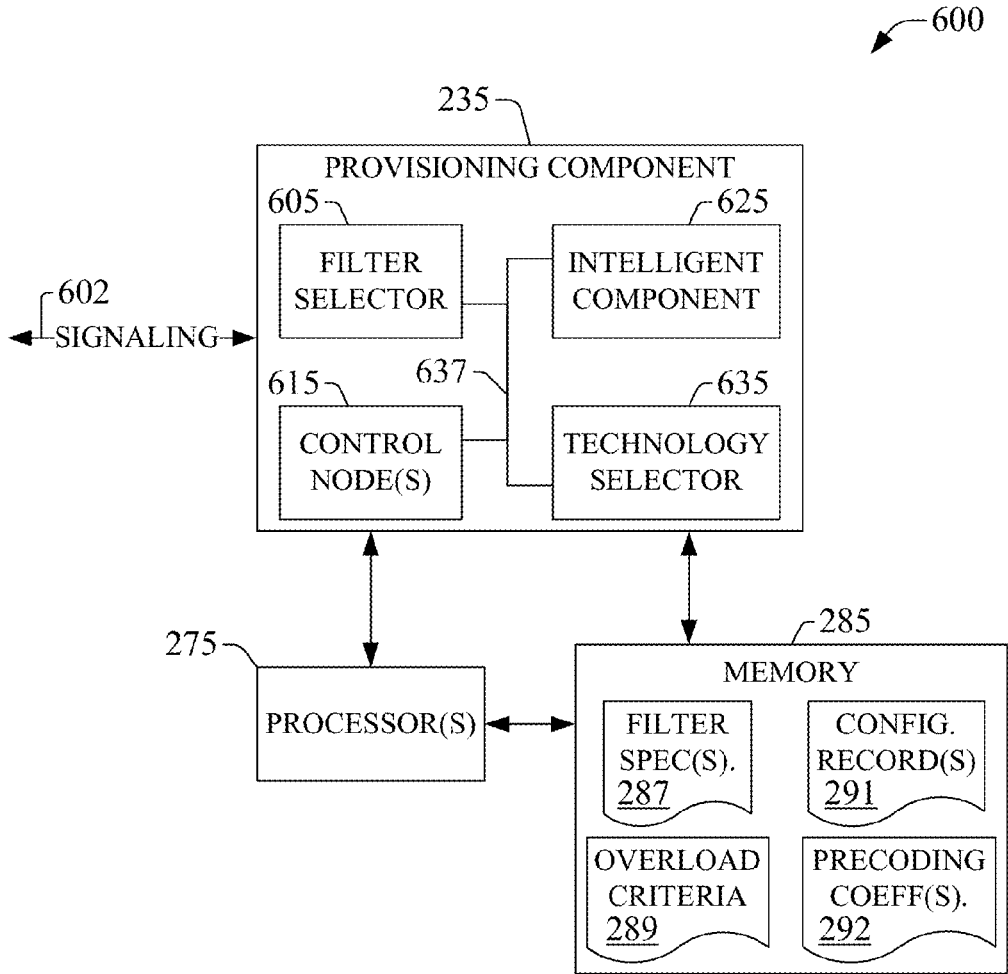 600
235
PROVISIONING COMPONENT
605
625
FILTER
SELECTOR
INTELLIGENT
COMPONENT
602
SIGNALING
637
615
635
CONTROL
NODE(S)
TECHNOLOGY
SELECTOR
275
285
PROCESSOR(S)
MEMORY
FILTER
SPEC(S).
287
CONFIG.
RECORD(S)
291
OVERLOAD
CRITERIA
289
PRECODING
COEFF(S).
292